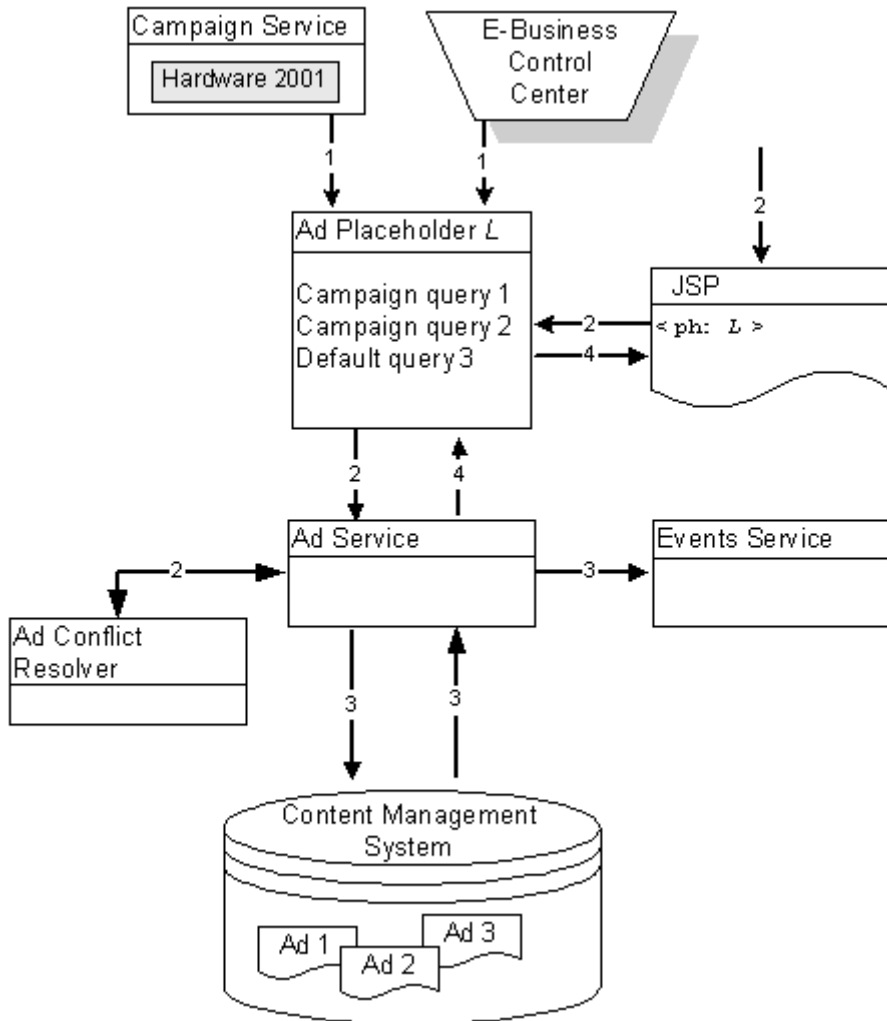 Campaign Service
Hardware 2001
E-Business
Control
Center
1
1
2
Ad Placeholder L
Campaign query 1
Campaign query 2
Default query 3
JSP
< ph: L >
2
4
2
4
Ad Service
Events Service
2
3
Ad Conflict
Resolver
3
3
Content Management
System
Ad 1
Ad 2
Ad 3